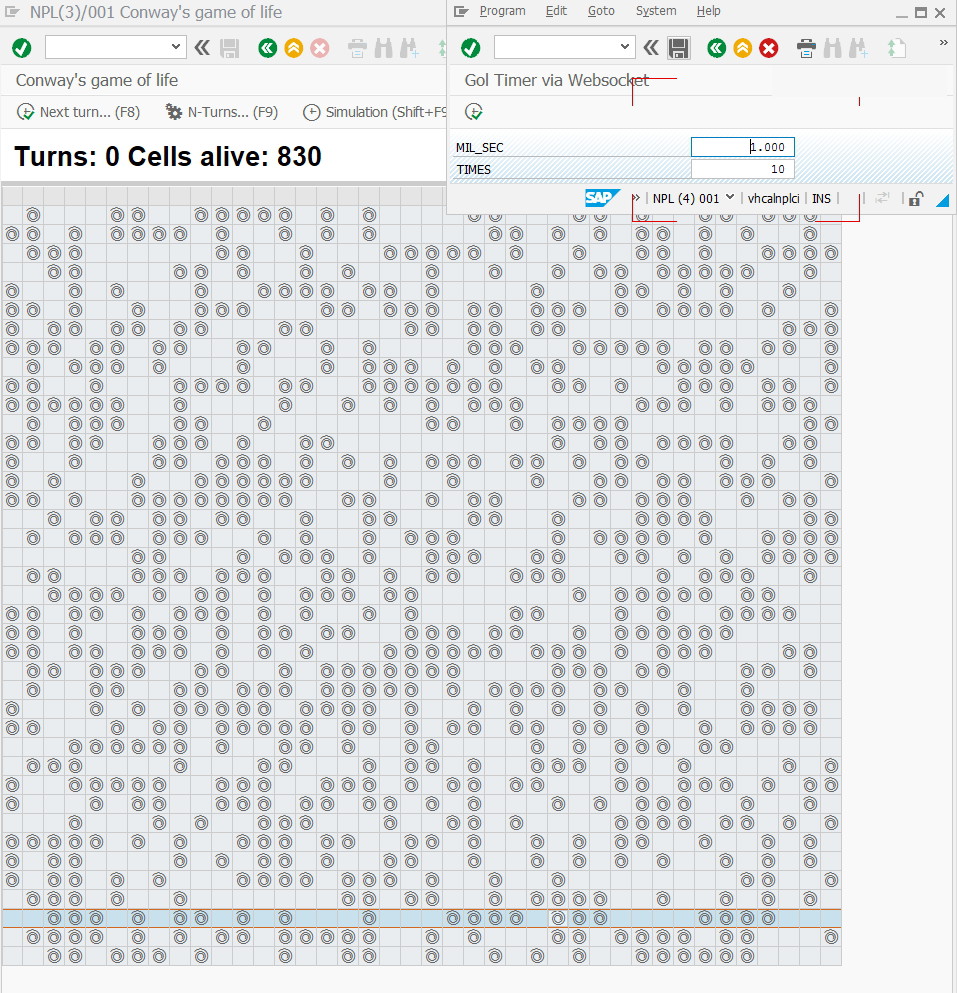 NPL(3)/001 Conway's game of life
Conway's game of life
Next turn... (F8) N-Turns... (F9) Simulation (Shift+F9
Turns: 0 Cells alive: 830
Program Edit Goto System Help
Gol Timer via Websocket
MIL_SEC 1.000
TIMES 10
SAP NPL (4) 001 vhcalnplci INS